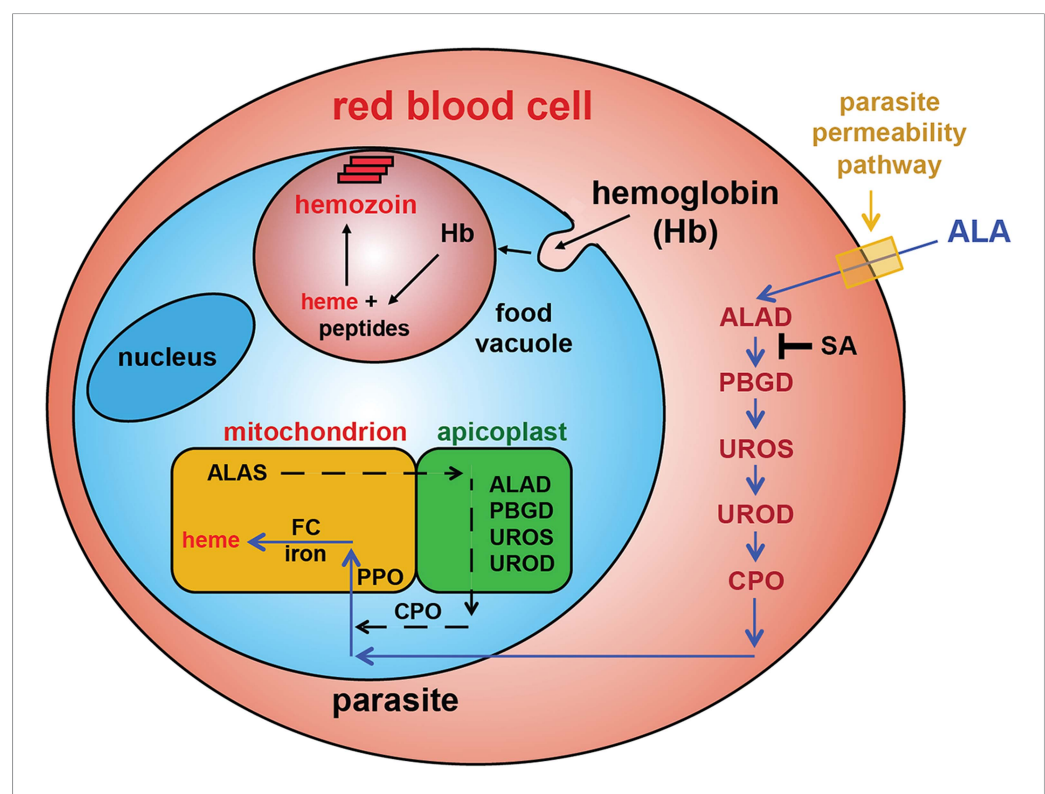 red blood cell
parasite
permeability
pathway
hemozoin
Hb
heme +
peptides
hemoglobin
(Hb)
ALA
food
vacuole
nucleus
ALAD
SA
PBGD
UROS
UROD
CPO
mitochondrion
apicoplast
ALAS
heme
FC
iron
PPO
ALAD
PBGD
UROS
UROD
CPO
parasite